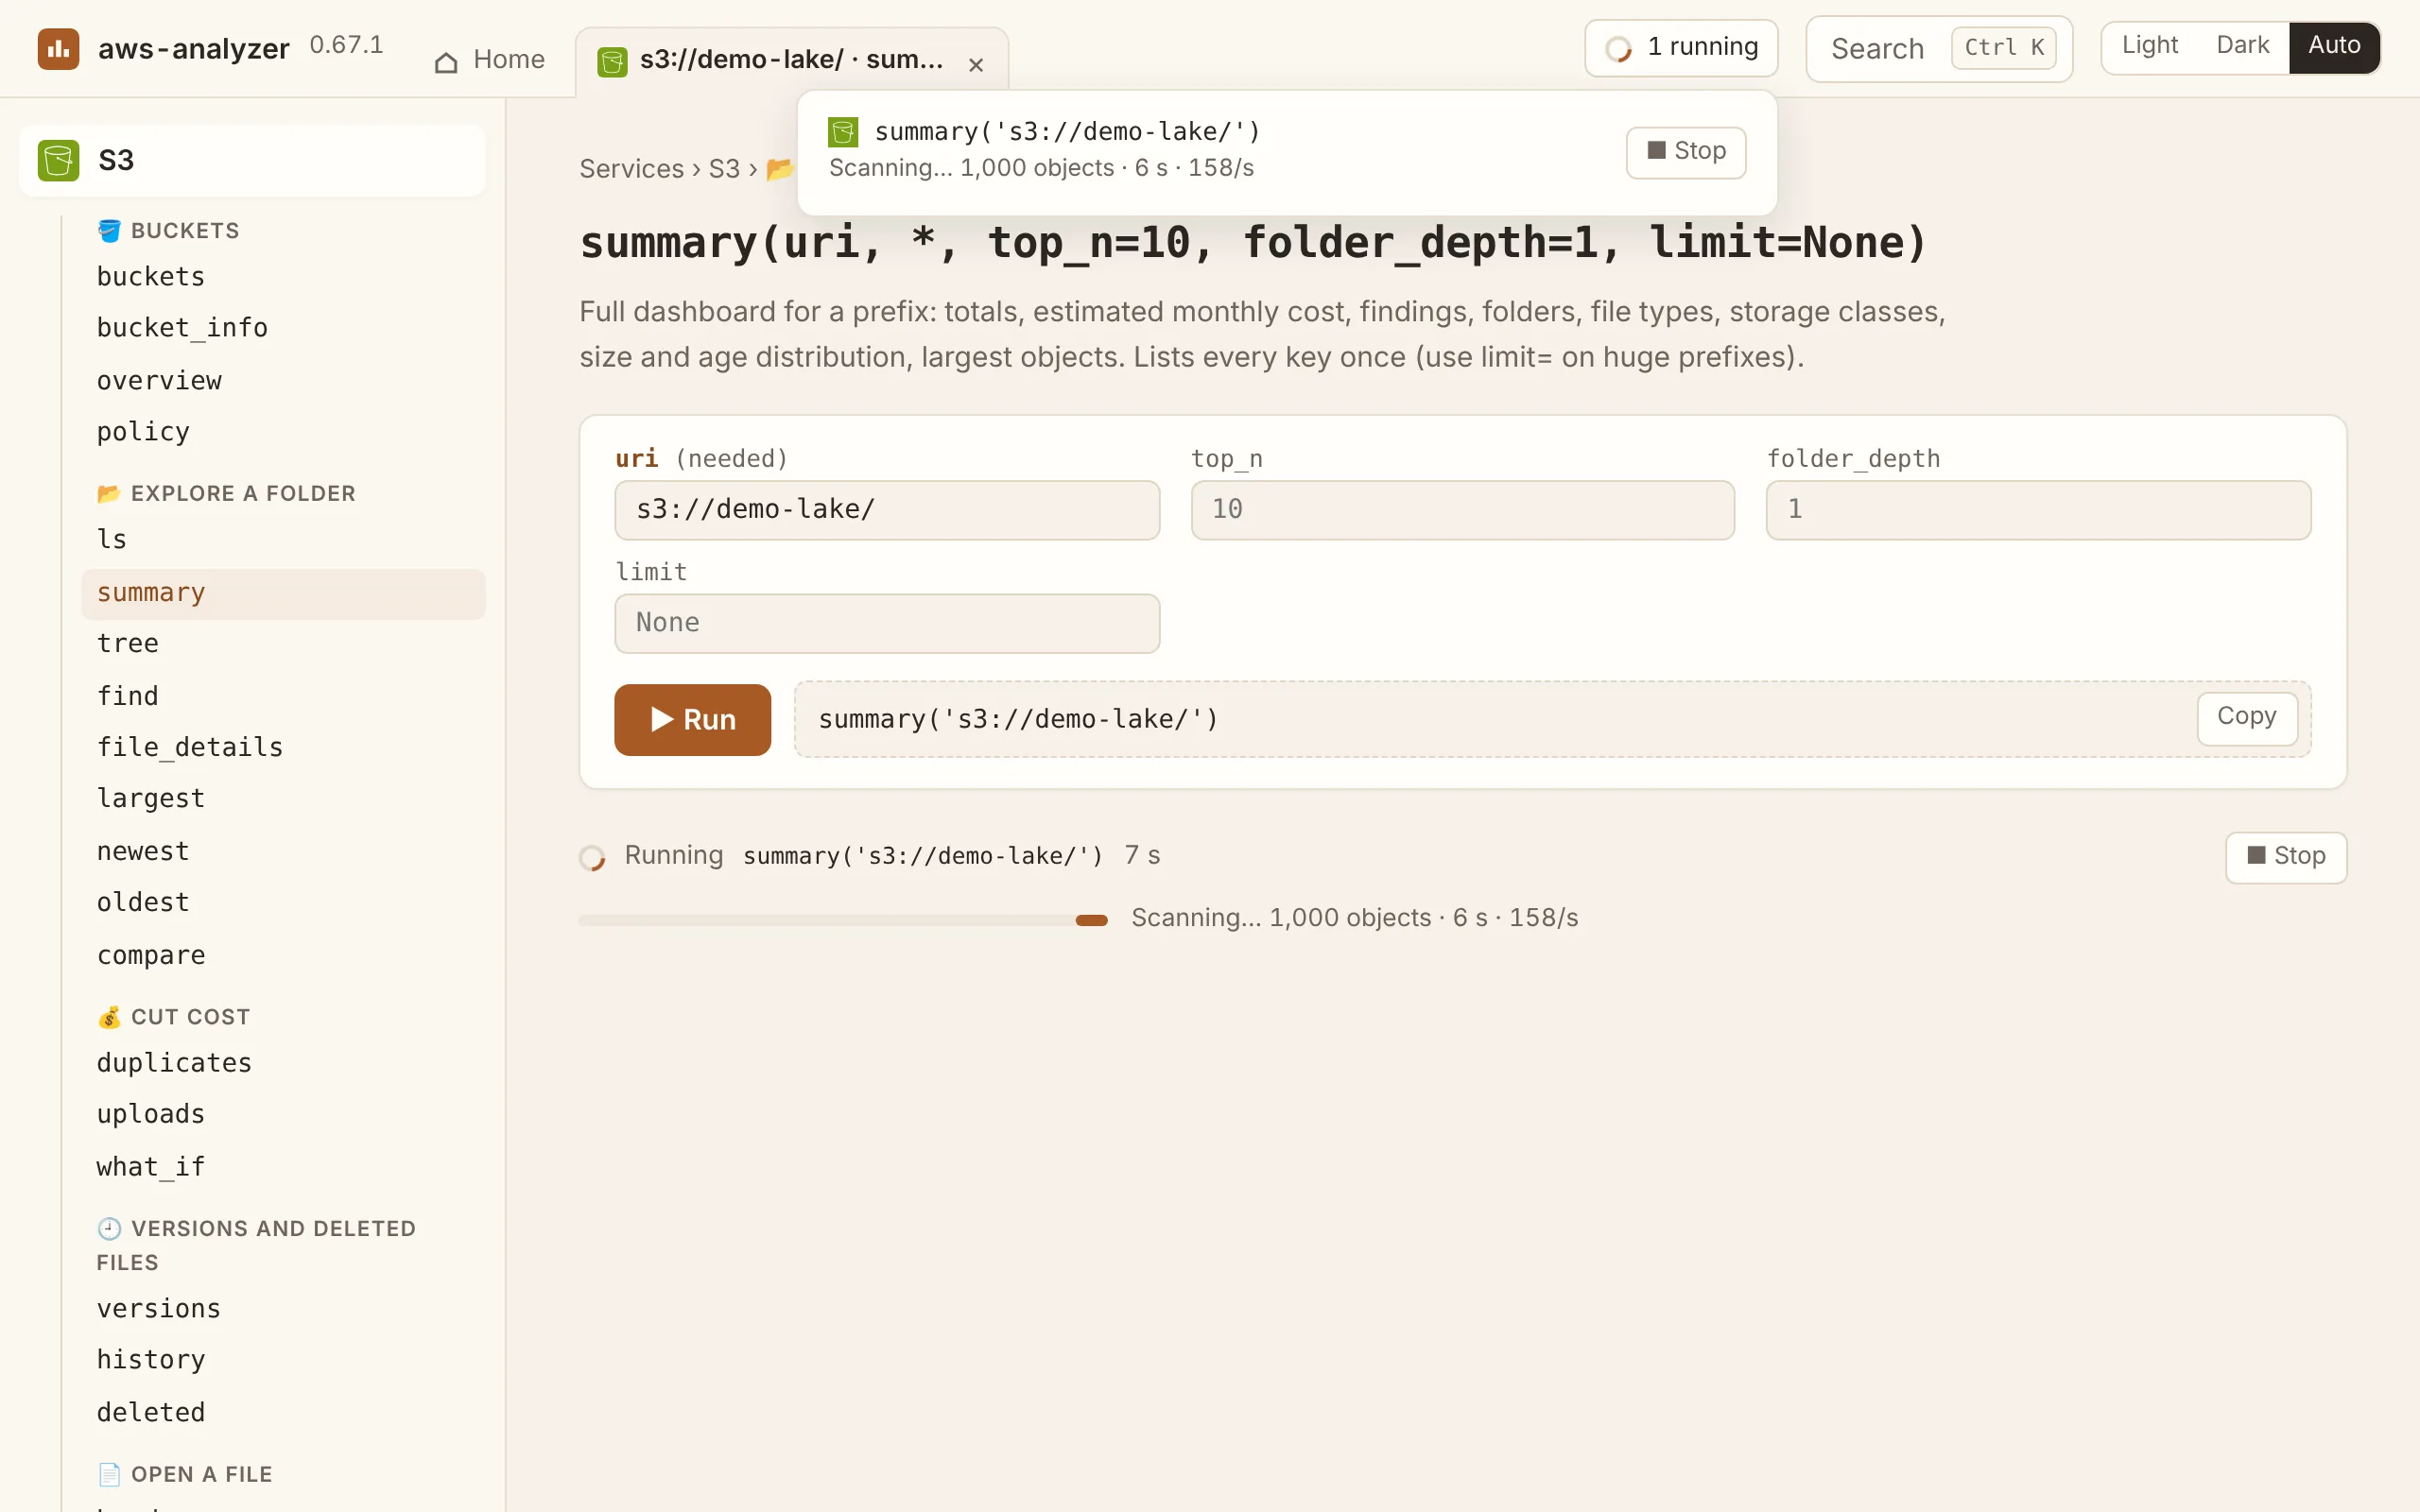 aws-analyzer 0.67.1
Home
s3://demo-lake/ · sum...
1 running
Search Ctrl K
Light Dark Auto
summary('s3://demo-lake/')
Scanning... 1,000 objects · 6 s · 158/s
Stop
S3
BUCKETS
buckets
bucket_info
overview
policy
EXPLORE A FOLDER
ls
summary
tree
find
file_details
largest
newest
oldest
compare
CUT COST
duplicates
uploads
what_if
VERSIONS AND DELETED
FILES
versions
history
deleted
OPEN A FILE
Services › S3 ›
summary(uri, *, top_n=10, folder_depth=1, limit=None)
Full dashboard for a prefix: totals, estimated monthly cost, findings, folders, file types, storage classes,
size and age distribution, largest objects. Lists every key once (use limit= on huge prefixes).
uri (needed)
s3://demo-lake/
top_n
10
folder_depth
1
limit
None
Run
summary('s3://demo-lake/')
Copy
Running summary('s3://demo-lake/') 7 s
Stop
Scanning... 1,000 objects · 6 s · 158/s